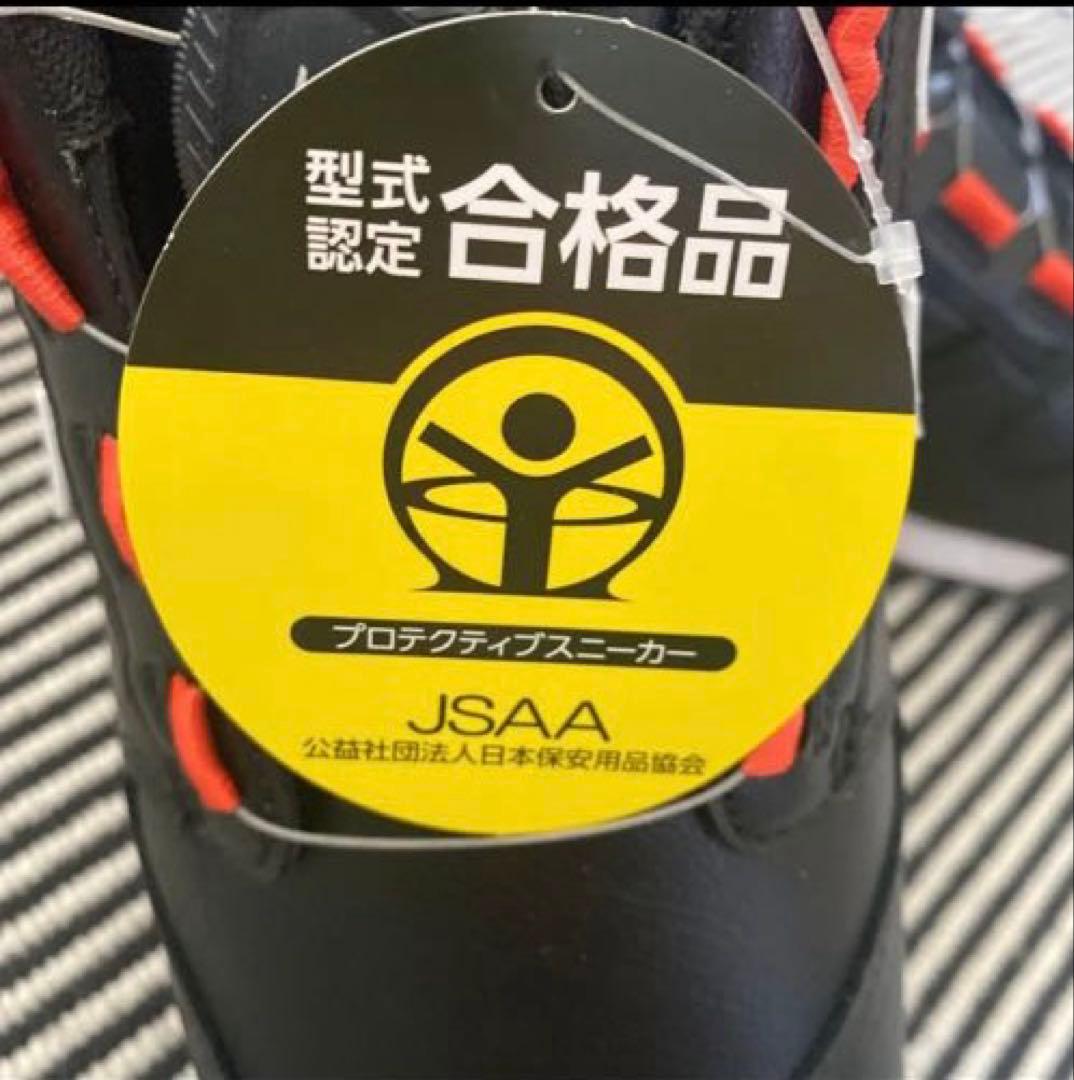 型式
認定
合格品
プロテクティブスニーカー
JSAA
公益社団法人日本保安用品協会